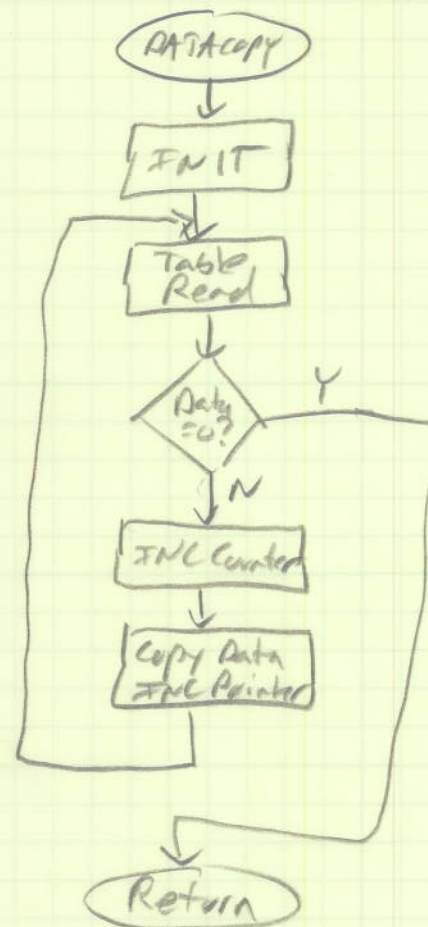 DATACOPY
INIT
Table
Read
Data
=0?
Y
N
INC Counter
Copy Data
INC Pointer
Return